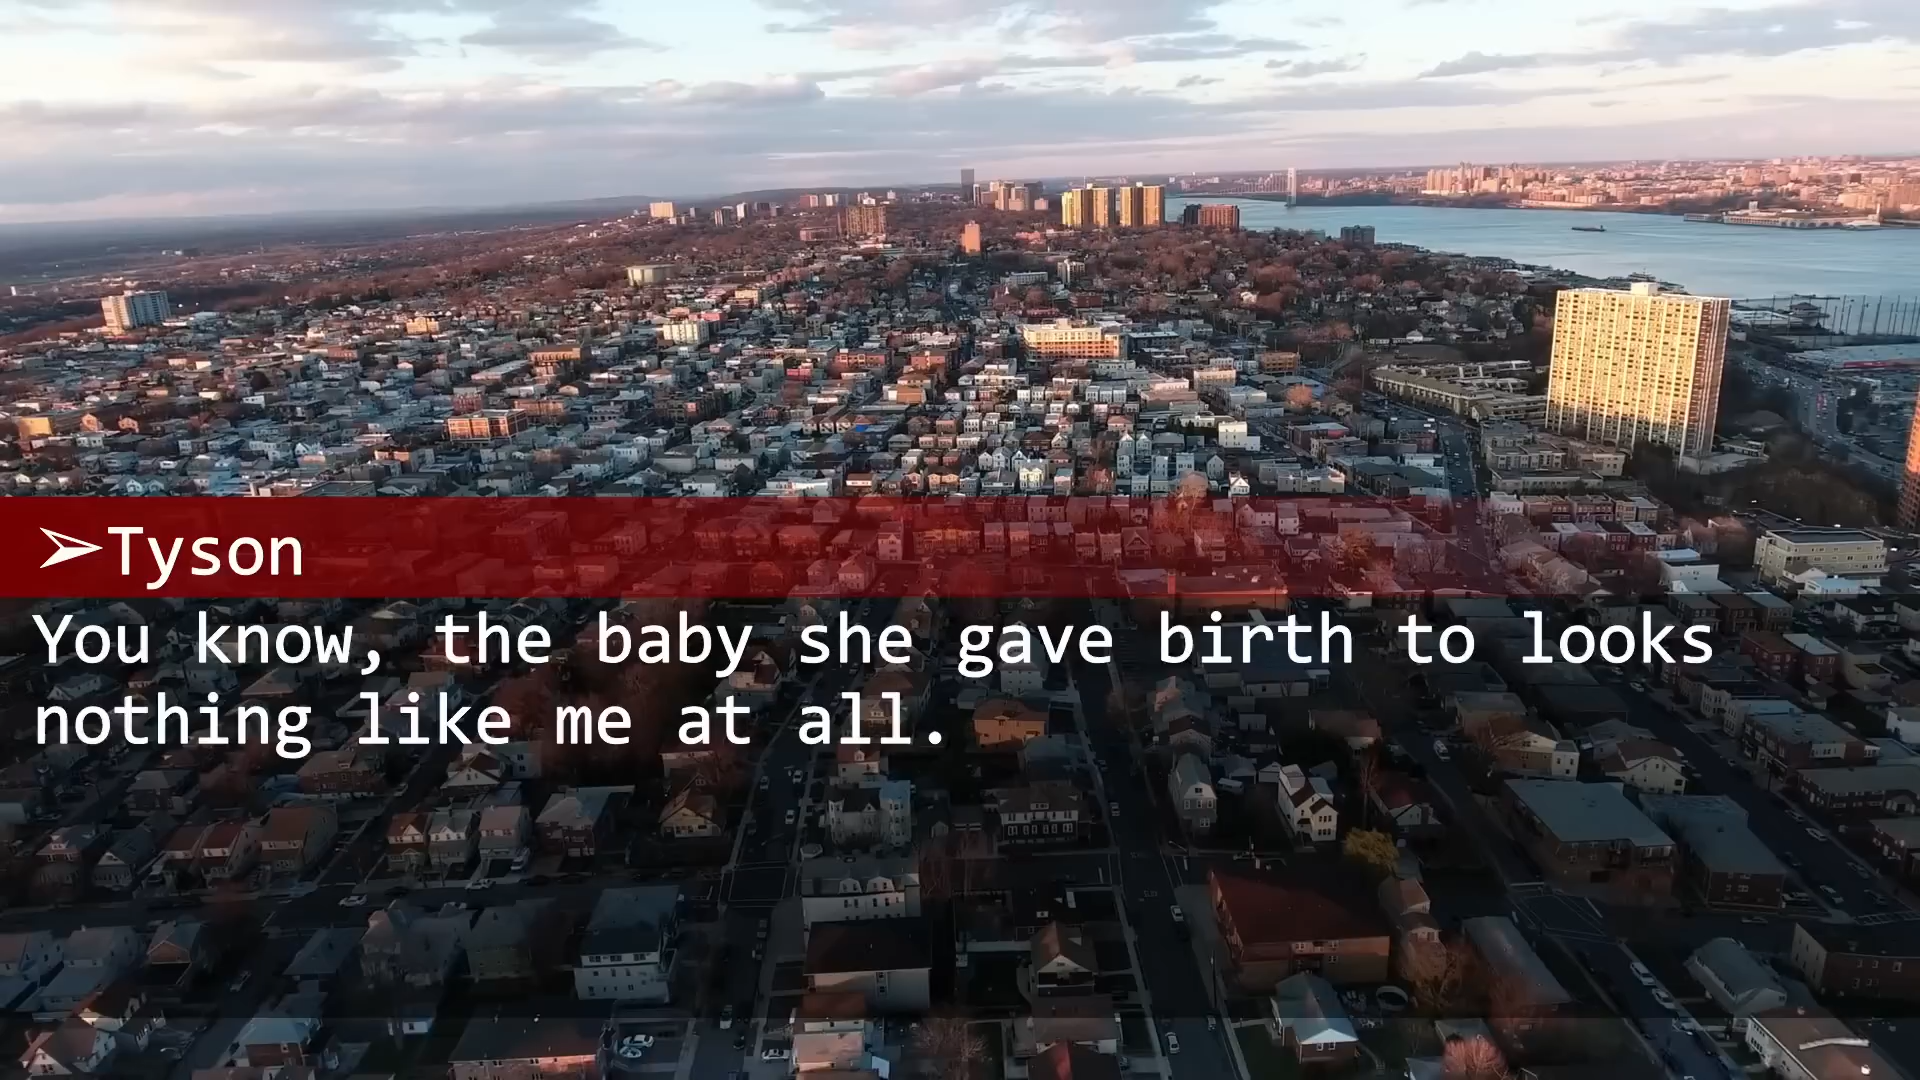 ➢Tyson
You know, the baby she gave birth to looks
nothing like me at all.